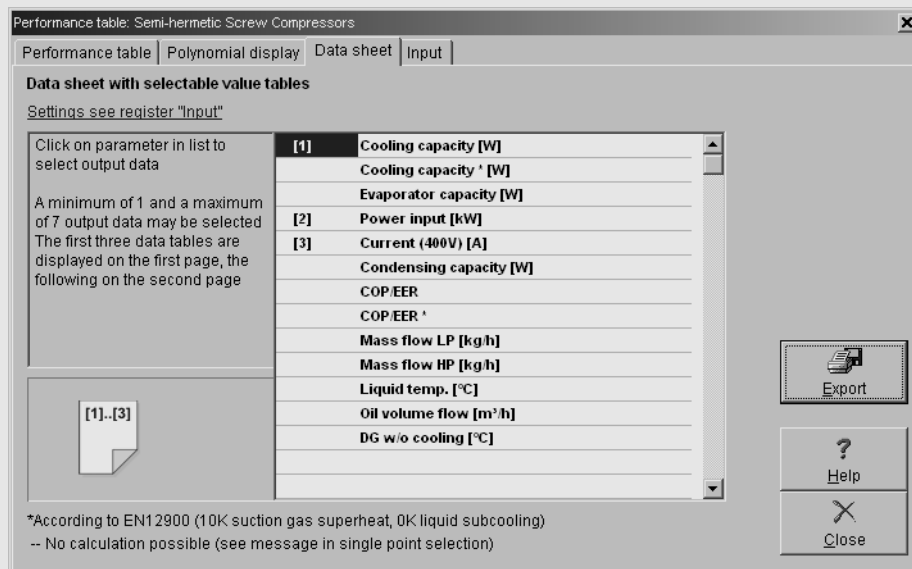 Performance table: Semi-hermetic Screw Compressors
Performance table
Polynomial display
Data sheet
Input
Data sheet with selectable value tables
Settings see register "Input"
Click on parameter in list to
select output data
A minimum of 1 and a maximum
of 7 output data may be selected
The first three data tables are
displayed on the first page, the
following on the second page
[1]..[3]
[1] Cooling capacity [W]
Cooling capacity * [W]
Evaporator capacity [W]
[2] Power input [kW]
[3] Current (400V) [A]
Condensing capacity [W]
COP/EER
COP/EER *
Mass flow LP [kg/h]
Mass flow HP [kg/h]
Liquid temp. [°C]
Oil volume flow [m³/h]
DG w/o cooling [°C]
Export
? Help
Close
*According to EN12900 (10K suction gas superheat, 0K liquid subcooling)
-- No calculation possible (see message in single point selection)